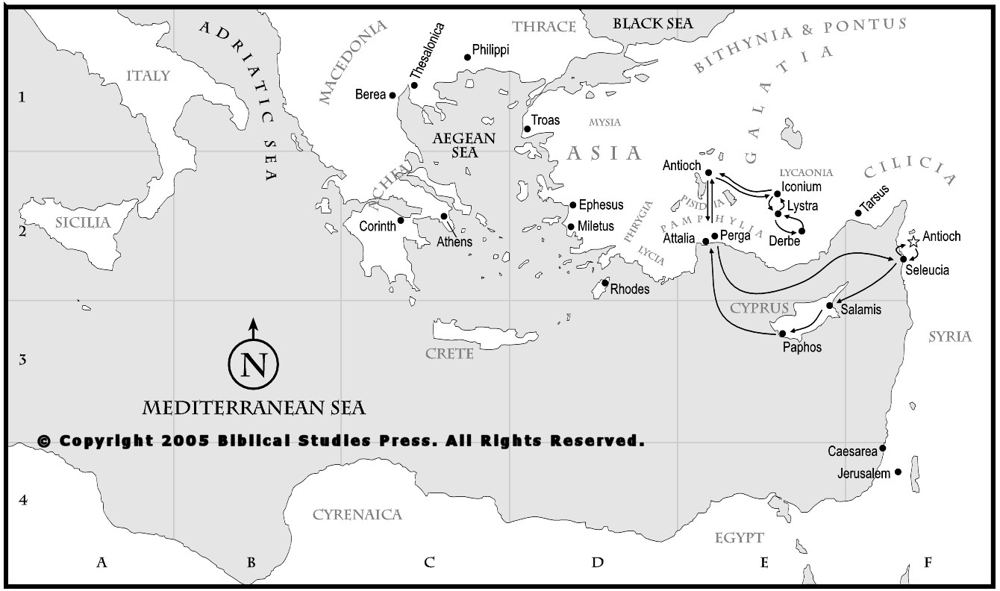 BLACK SEA
THRACE
BITHYNIA & PONTUS
ADRIATIC SEA
MACEDONIA
Thesalonica
Philippi
GALATIA
ITALY
1
Berea
Troas
MYSIA
AEGEAN
SEA
ASIA
Antioch
LYCAONIA
CILICIA
Iconium
ACHEA
PISIDIA
Lystra
Tarsus
Ephesus
SICILIA
PHRYGIA
PAMPHYLIA
2
Corinth
Miletus
Athens
Attalia
Perga
Derbe
Antioch
LYCIA
Seleucia
Rhodes
CYPRUS
Salamis
SYRIA
Paphos
CRETE
3
N
MEDITERRANEAN SEA
© Copyright 2005 Biblical Studies Press. All Rights Reserved.
Caesarea
Jerusalem
4
CYRENAICA
EGYPT
A
B
C
D
E
F